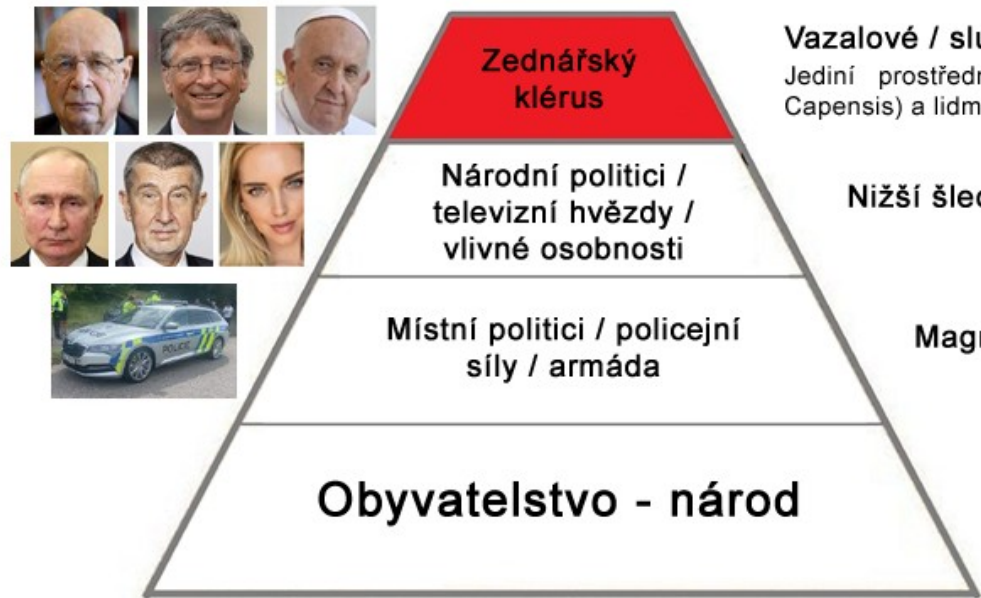 Zednářský
klérus
Vazalové / slu
Jediní prostředn
Capensis) a lidm
Národní politici /
televizní hvězdy /
vlivné osobnosti
Nižší šlec
Místní politici / policejní
síly / armáda
Magn
POLICIE
Obyvatelstvo - národ